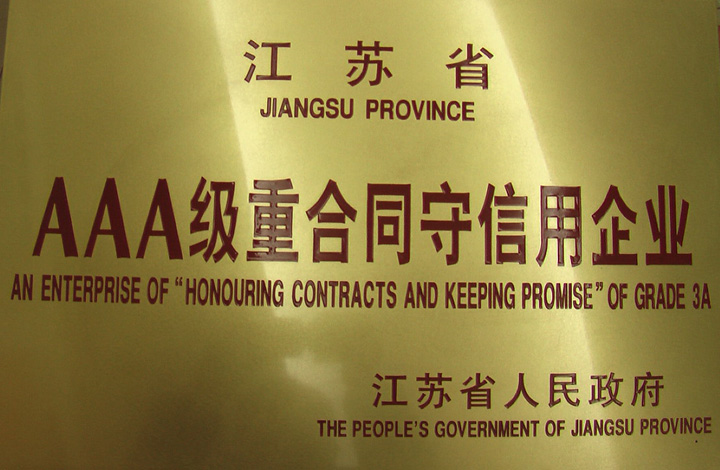 江苏省
JIANGSU PROVINCE
AAA级重合同守信用企业
AN ENTERPRISE OF “HONOURING CONTRACTS AND KEEPING PROMISE” OF GRADE 3A
江苏省人民政府
THE PEOPLE'S GOVERNMENT OF JIANGSU PROVINCE